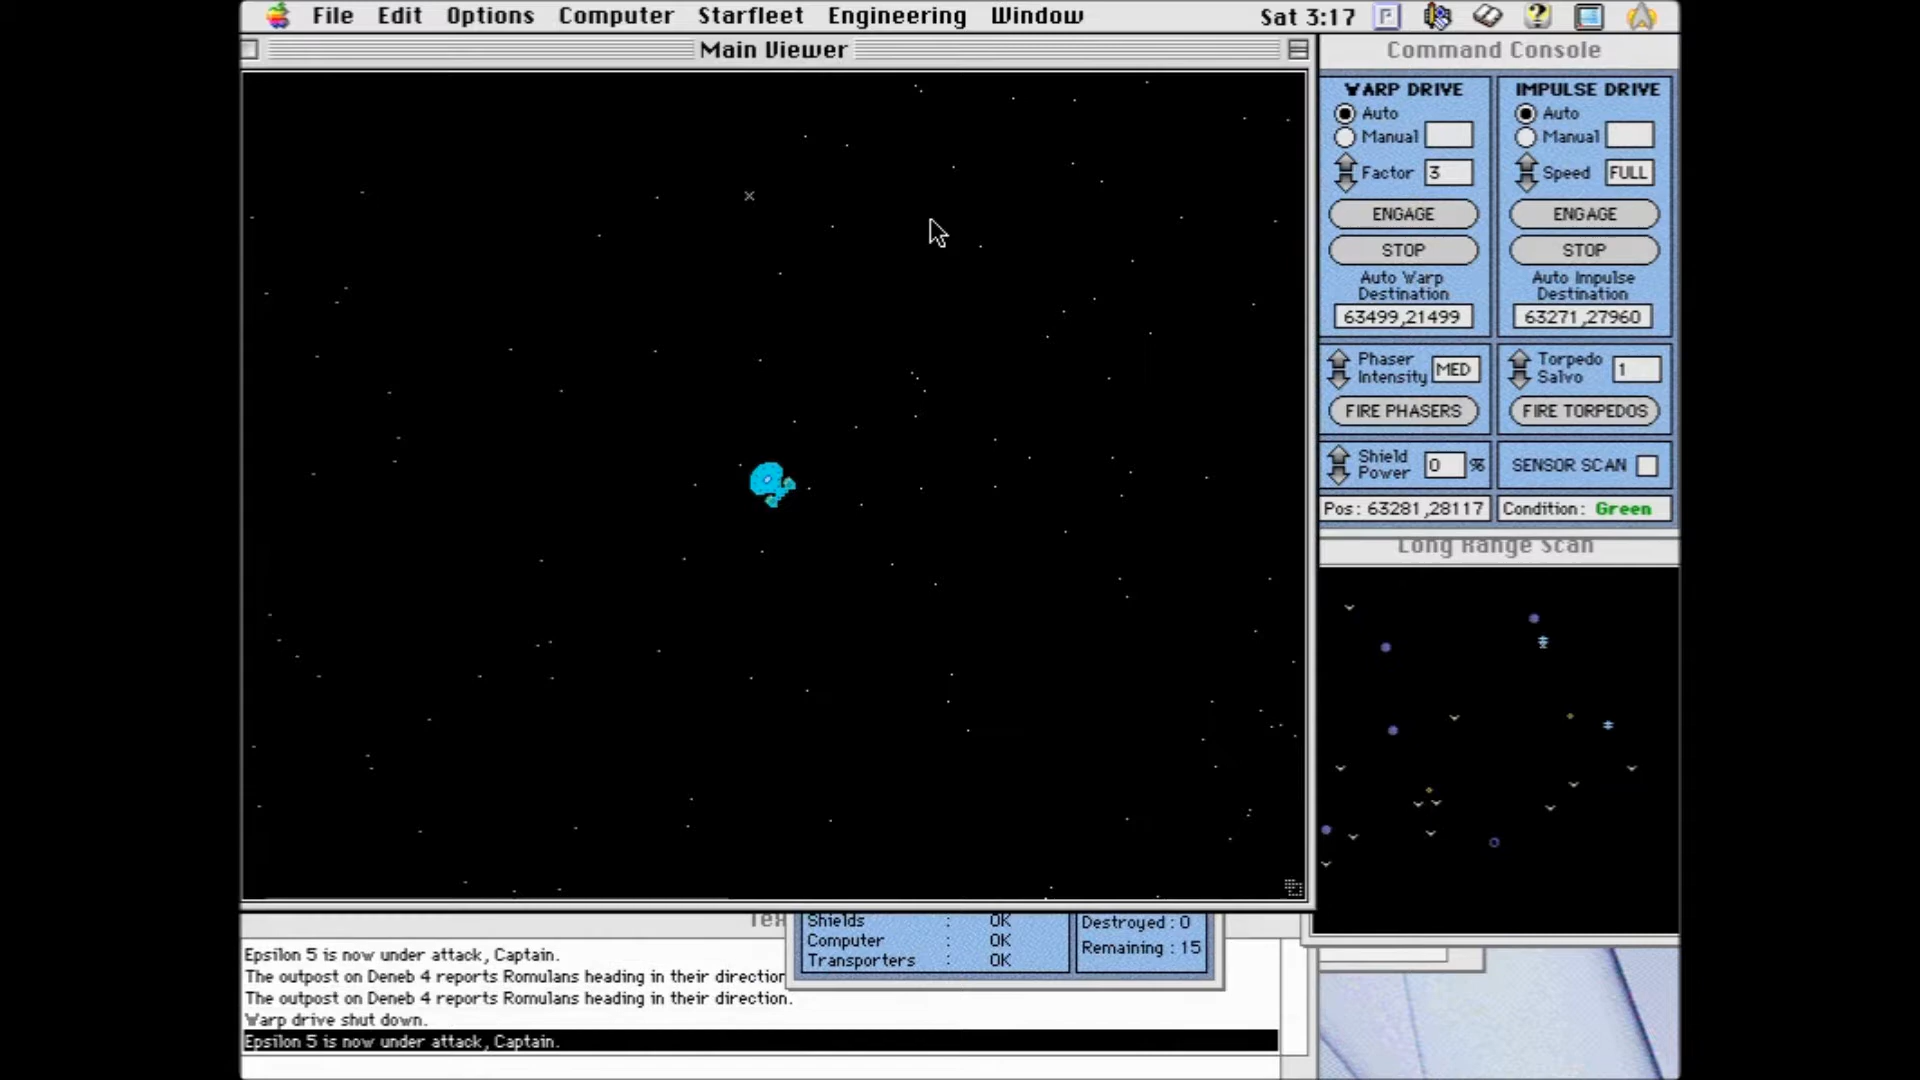 File Edit Options Computer Starfleet Engineering Window Sat 3:17
Main Viewer
Command Console
WARP DRIVE
Auto
Manual
Factor 3
ENGAGE
STOP
Auto Warp
Destination
63499,21499
IMPULSE DRIVE
Auto
Manual
Speed FULL
ENGAGE
STOP
Auto Impulse
Destination
63271,27960
Phaser
Intensity MED
FIRE PHASERS
Torpedo
Salvo 1
FIRE TORPEDOS
Shield
Power 0 %
SENSOR SCAN
Pos: 63281,28117
Condition: Green
Long Range Scan
Shields : OK
Computer : OK
Transporters : OK
Destroyed : 0
Remaining : 15
Epsilon 5 is now under attack, Captain.
The outpost on Deneb 4 reports Romulans heading in their direction
The outpost on Deneb 4 reports Romulans heading in their direction.
Warp drive shut down.
Epsilon 5 is now under attack, Captain.